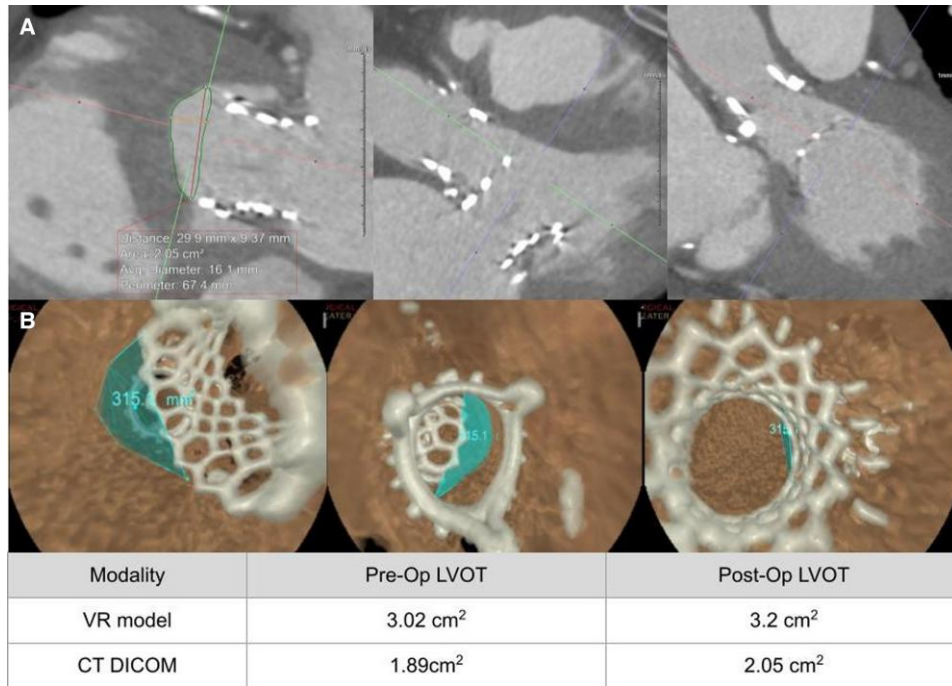 A
Distance: 29.9 mm x 9.37 mm
Area: 2.05 cm²
Avg. diameter: 16.1 mm
Perimeter: 67.4 mm
B
315. mm
15.1
Modality Pre-Op LVOT Post-Op LVOT
VR model 3.02 cm² 3.2 cm²
CT DICOM 1.89cm² 2.05 cm²